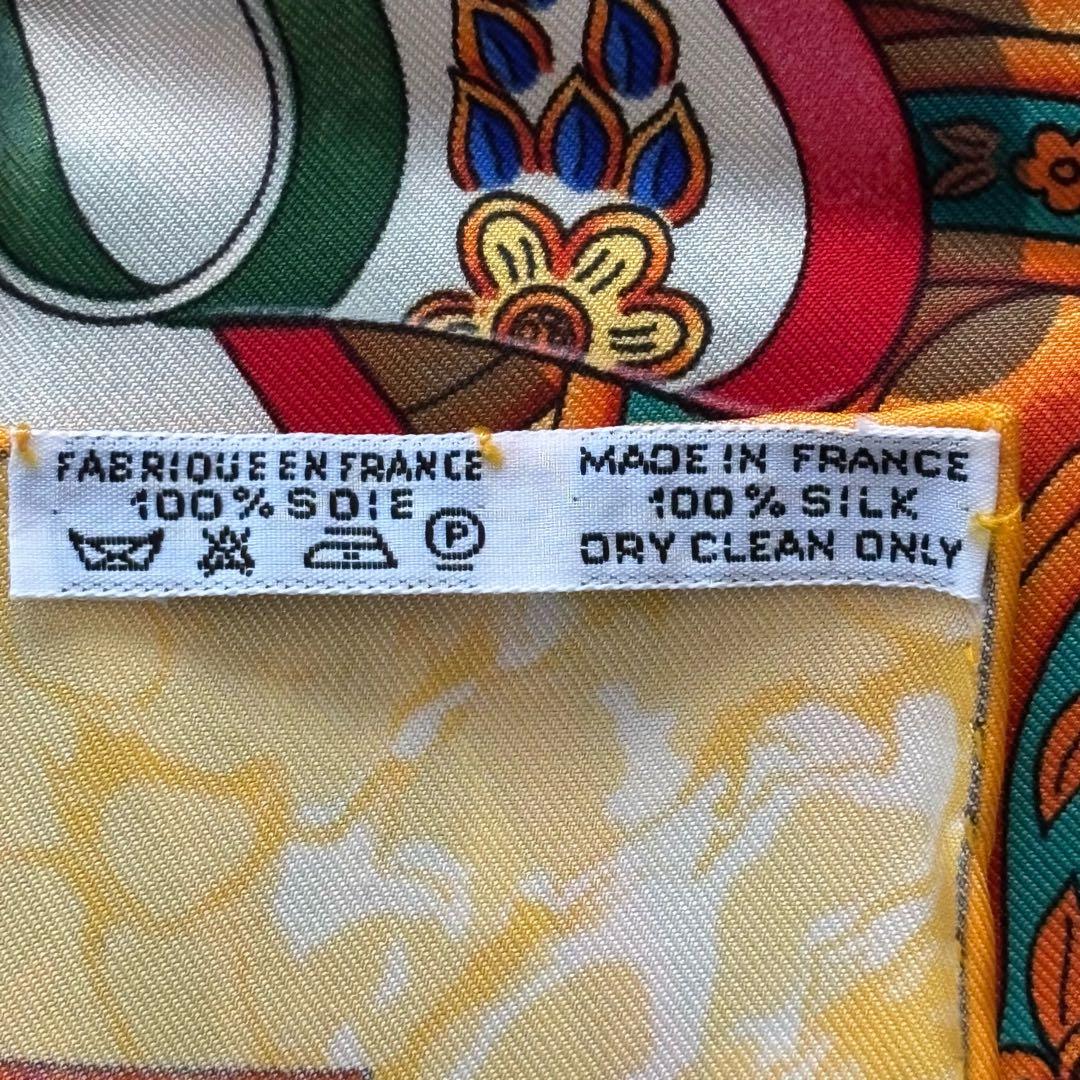 FABRIQUE EN FRANCE
100% SOIE
P
MADE IN FRANCE
100% SILK
DRY CLEAN ONLY